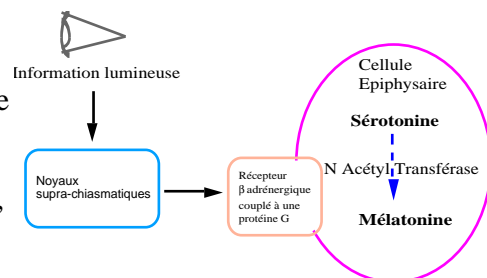 Information lumineuse
e
Noyaux
supra-chiasmatiques
,
Récepteur
β adrénergique
couplé à une
protéine G
Cellule
Epiphysaire
Sérotonine
N Acétyl Transférase
Mélatonine